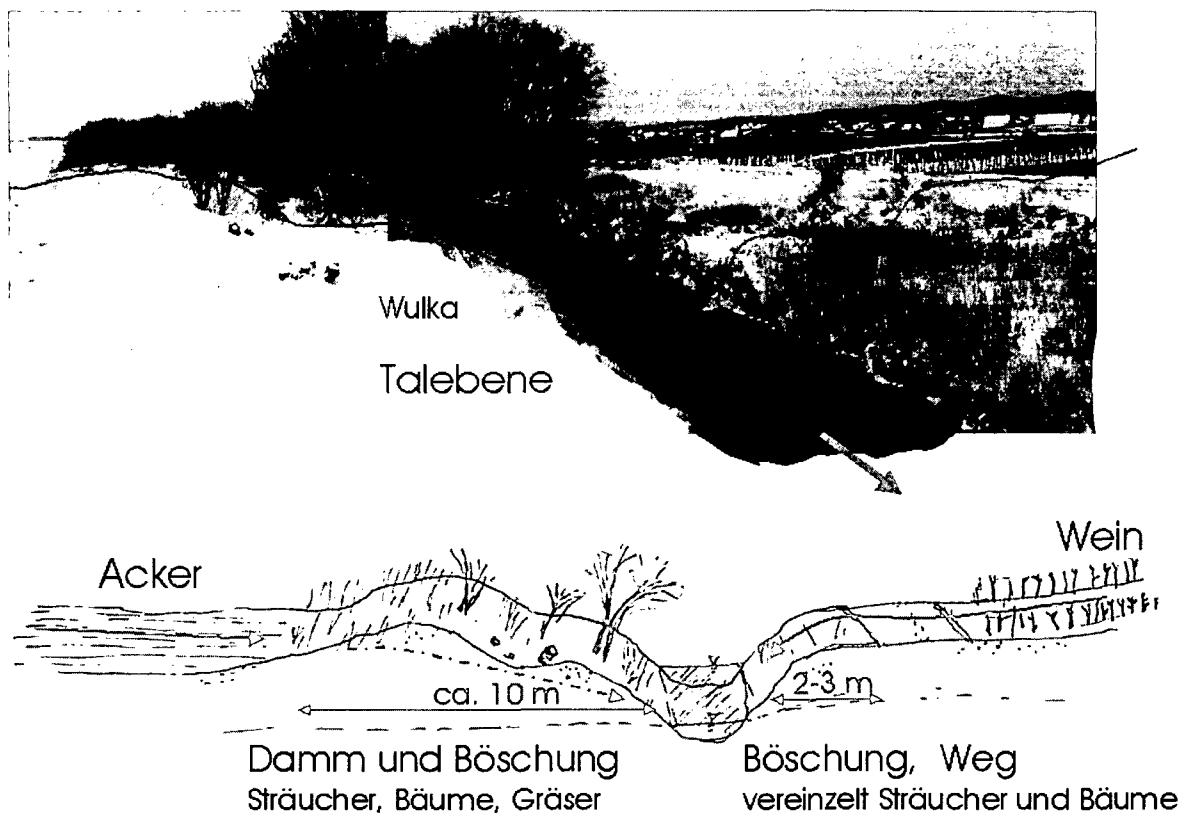 Wulka
Talebene
Acker
Wein
ca. 10 m
2-3 m
Damm und Böschung
Sträucher, Bäume, Gräser
Böschung, Weg
vereinzelt Sträucher und Bäume